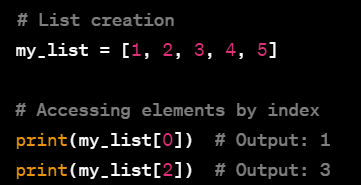 # List creation
my_list = [1, 2, 3, 4, 5]
# Accessing elements by index
print(my_list[0])  # Output: 1
print(my_list[2])  # Output: 3